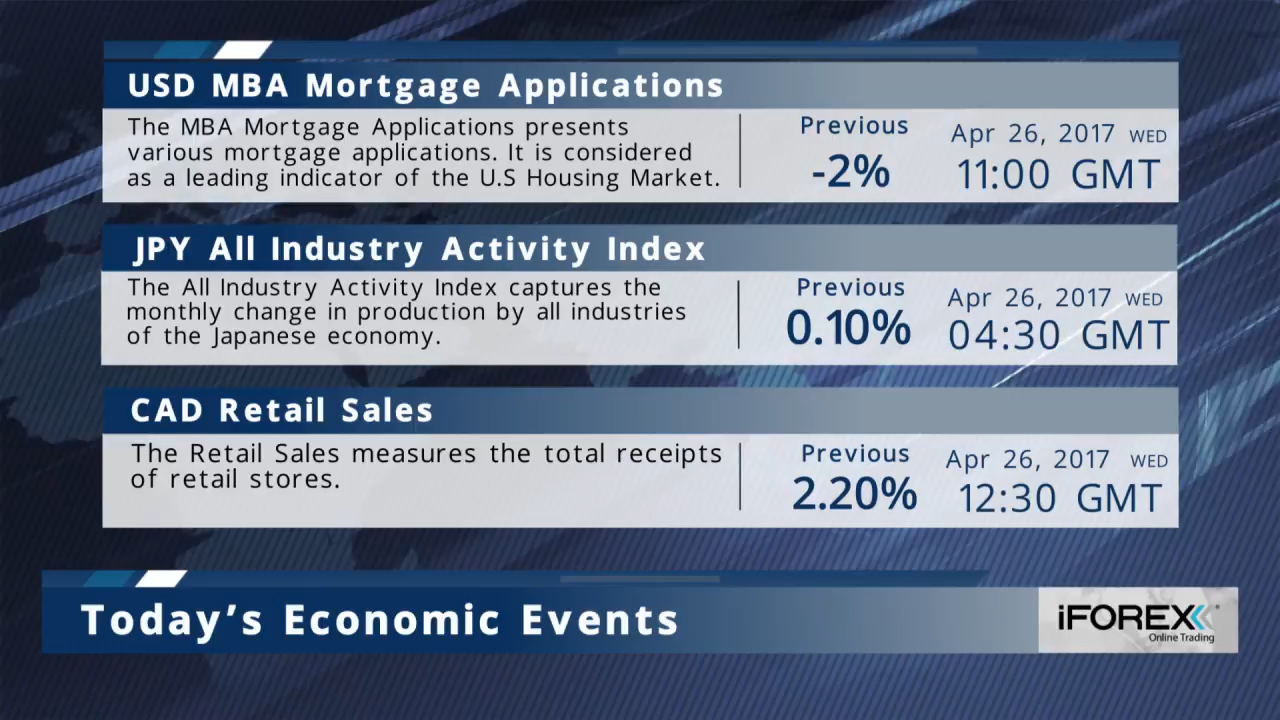 USD MBA Mortgage Applications
The MBA Mortgage Applications presents
various mortgage applications. It is considered
as a leading indicator of the U.S Housing Market.
Previous
-2%
Apr 26, 2017 WED
11:00 GMT
JPY All Industry Activity Index
The All Industry Activity Index captures the
monthly change in production by all industries
of the Japanese economy.
Previous
0.10%
Apr 26, 2017 WED
04:30 GMT
CAD Retail Sales
The Retail Sales measures the total receipts
of retail stores.
Previous
2.20%
Apr 26, 2017 WED
12:30 GMT
Today's Economic Events
iFOREX
Online Trading